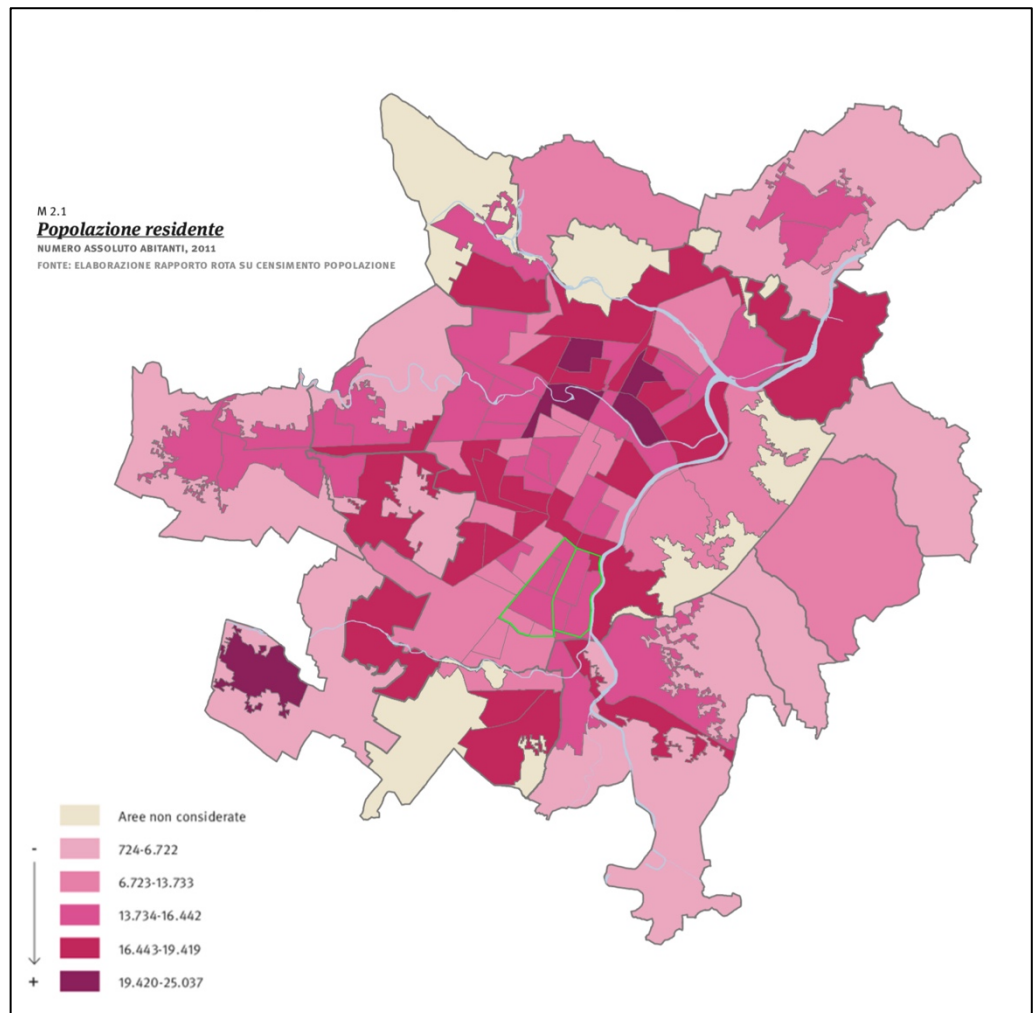 M 2.1
Popolazione residente
NUMERO ASSOLUTO ABITANTI, 2011
FONTE: ELABORAZIONE RAPPORTO ROTA SU CENSIMENTO POPOLAZIONE
Aree non considerate
- 724-6.722
6.723-13.733
13.734-16.442
16.443-19.419
+ 19.420-25.037